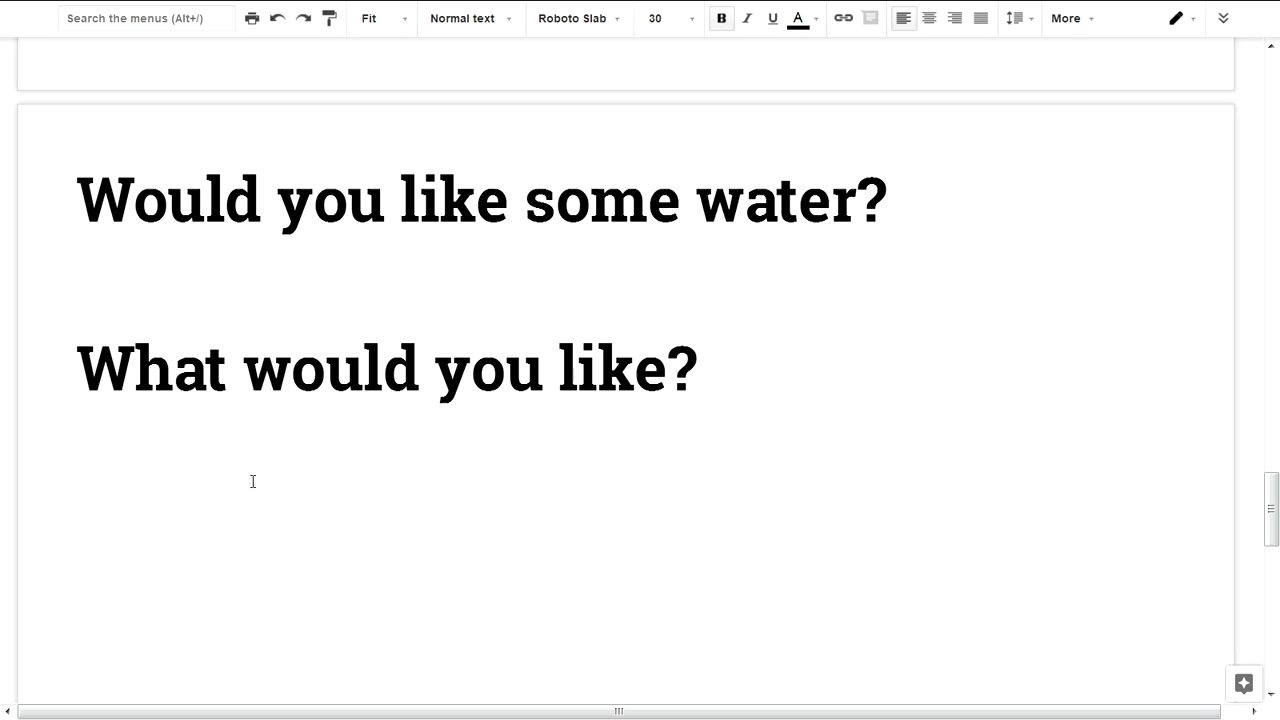 Search the menus (Alt+/) Fit Normal text Roboto Slab 30 B I U A More
Would you like some water?
What would you like?